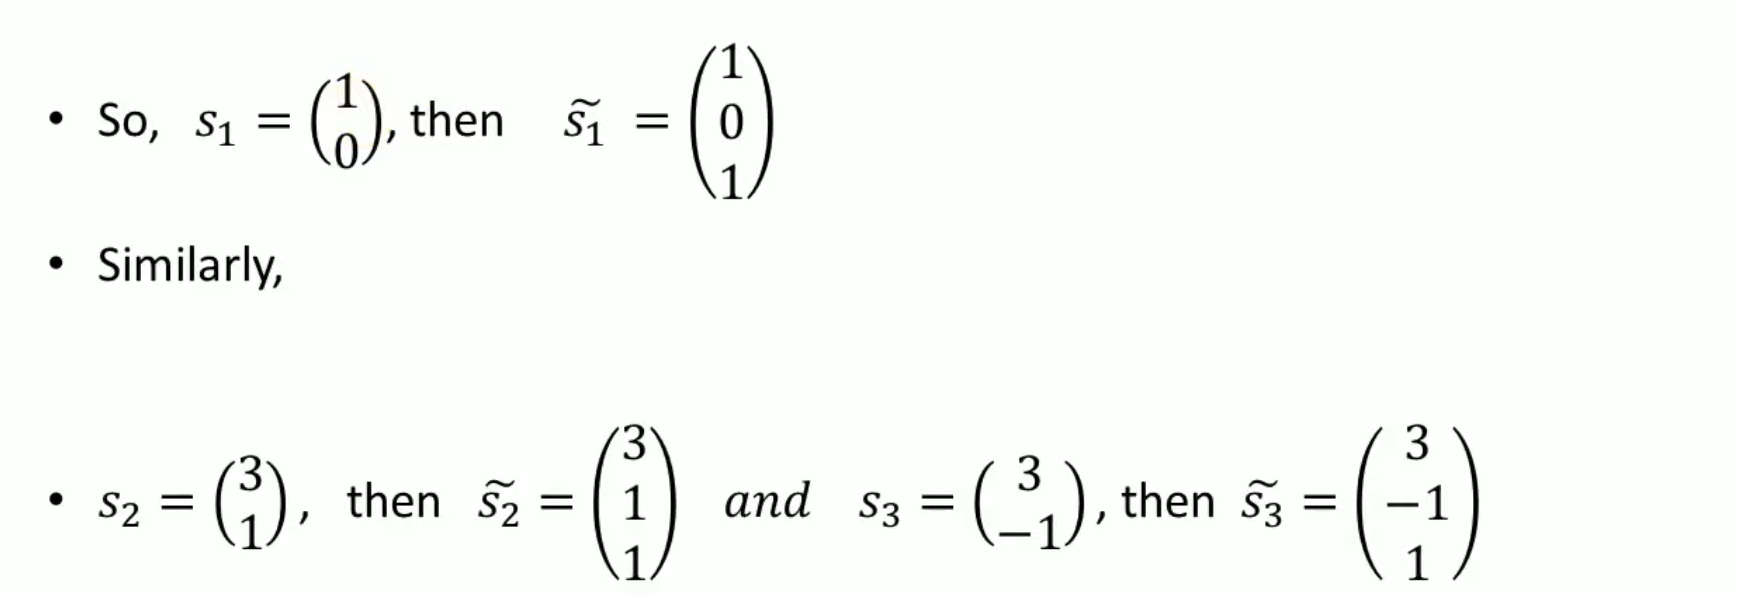 • So, s₁ = (1 0), then s̃₁ = (1 0 1)
• Similarly,
• s₂ = (3 1), then s̃₂ = (3 1 1) and s₃ = (3 −1), then s̃₃ = (3 −1 1)